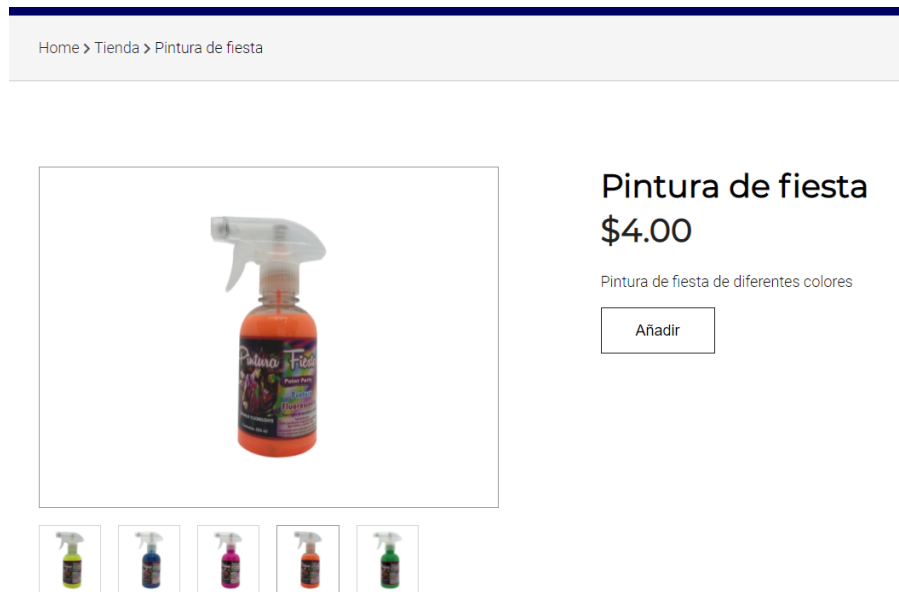 Home > Tienda > Pintura de fiesta
Pintura de fiesta
$4.00
Pintura de fiesta de diferentes colores
Añadir
Pintura Fiesta
Paint Party